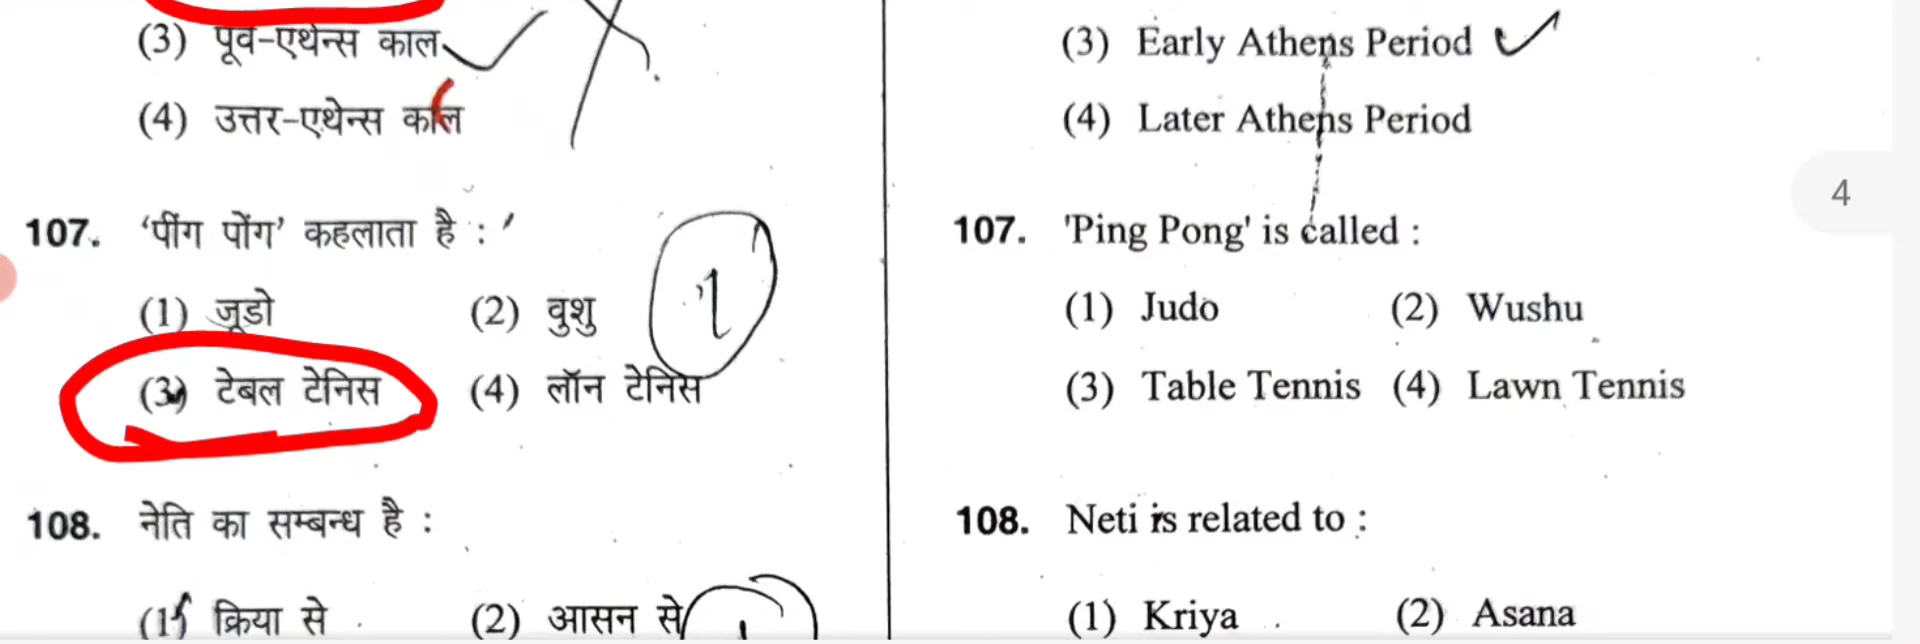 (3) पूर्व-एथेन्स काल
(4) उत्तर-एथेन्स काल
107. 'पींग पोंग' कहलाता है :
(1) जूडो (2) वुशु
(3) टेबल टेनिस (4) लॉन टेनिस
108. नेति का सम्बन्ध है :
(1) क्रिया से (2) आसन से
(3) Early Athens Period
(4) Later Athens Period
107. 'Ping Pong' is called :
(1) Judo (2) Wushu
(3) Table Tennis (4) Lawn Tennis
108. Neti is related to :
(1) Kriya (2) Asana
1
4